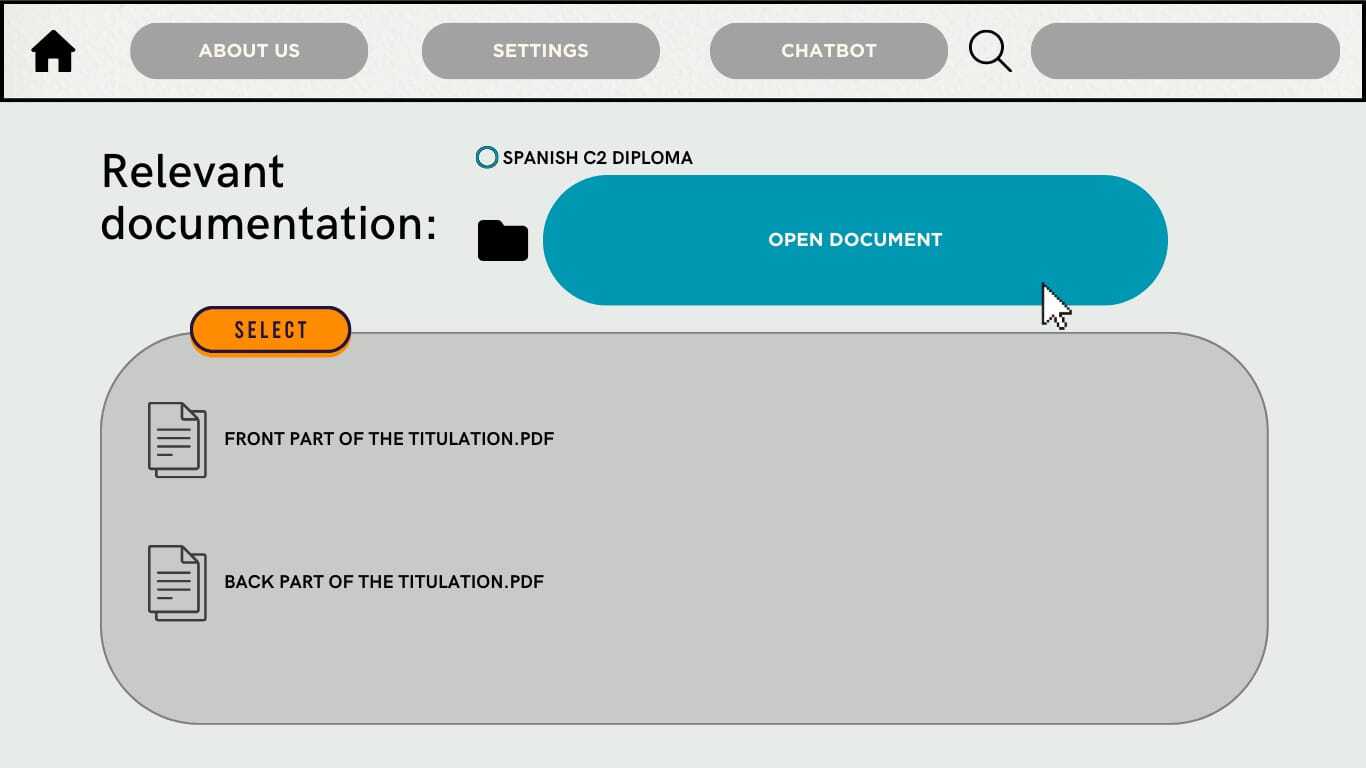 ABOUT US
SETTINGS
CHATBOT
Relevant
documentation:
SPANISH C2 DIPLOMA
OPEN DOCUMENT
SELECT
FRONT PART OF THE TITULATION.PDF
BACK PART OF THE TITULATION.PDF